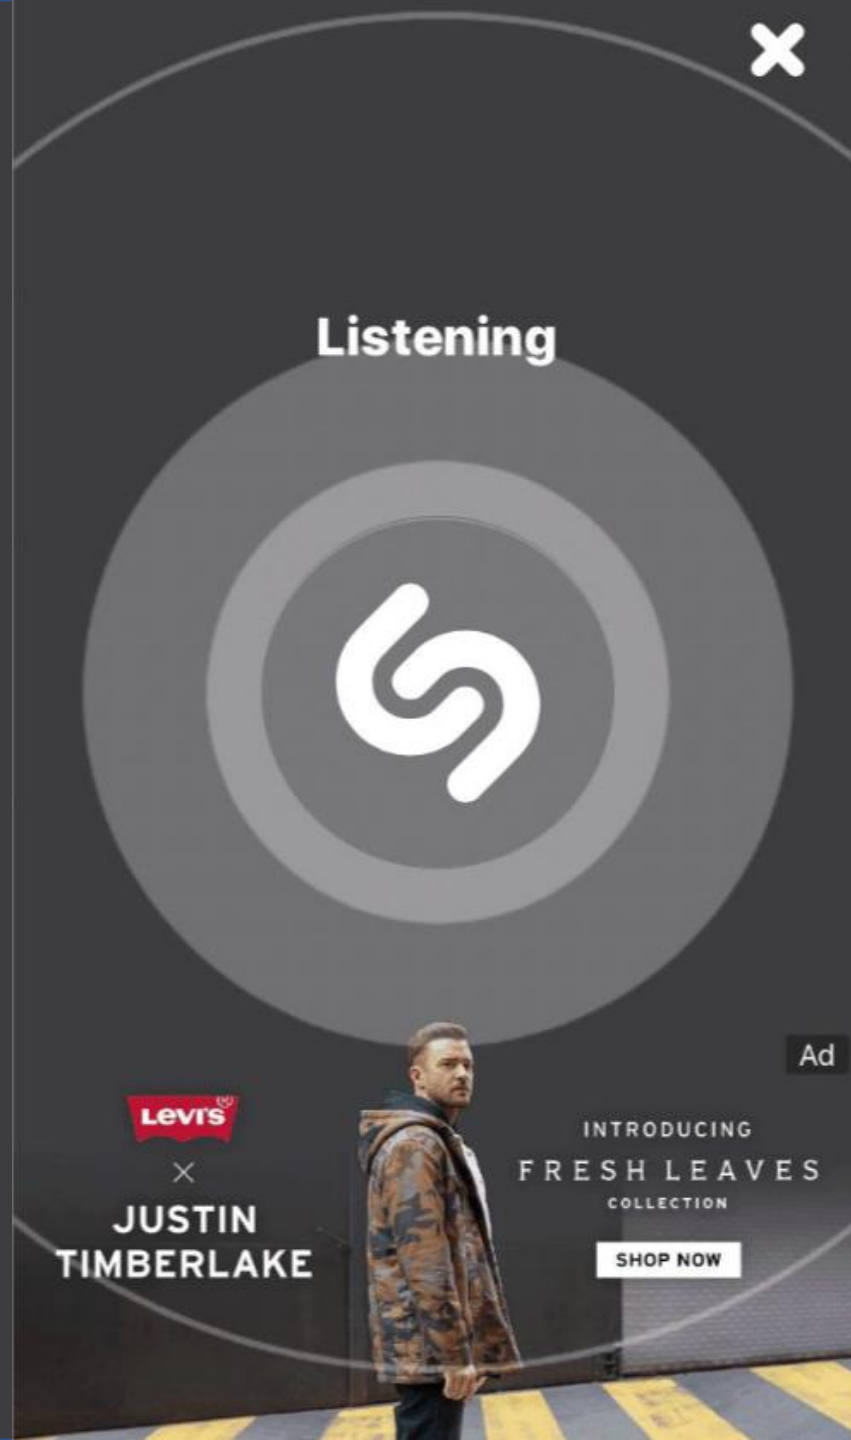 Listening
Ad
LEVI'S®
×
JUSTIN
TIMBERLAKE
INTRODUCING
FRESH LEAVES
COLLECTION
SHOP NOW